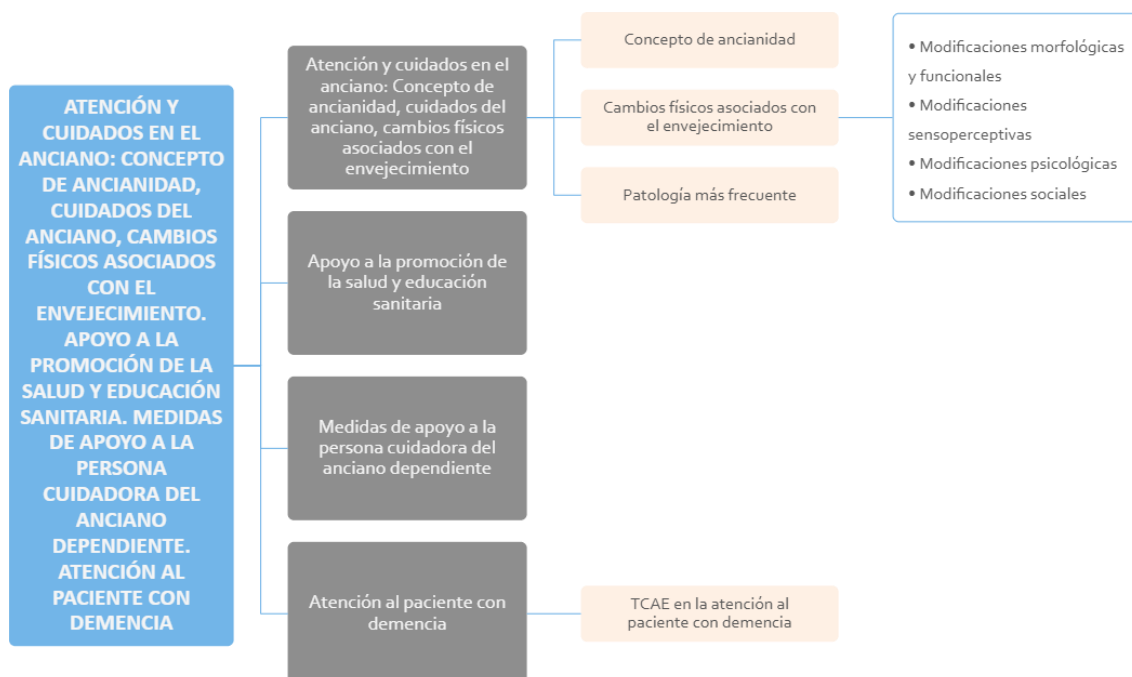 ATENCIÓN Y
CUIDADOS EN EL
ANCIANO: CONCEPTO
DE ANCIANIDAD,
CUIDADOS DEL
ANCIANO, CAMBIOS
FÍSICOS ASOCIADOS
CON EL
ENVEJECIMIENTO.
APOYO A LA
PROMOCIÓN DE LA
SALUD Y EDUCACIÓN
SANITARIA. MEDIDAS
DE APOYO A LA
PERSONA
CUIDADORA DEL
ANCIANO
DEPENDIENTE.
ATENCIÓN AL
PACIENTE CON
DEMENCIA
Atención y cuidados en el
anciano: Concepto de
ancianidad, cuidados del
anciano, cambios físicos
asociados con el
envejecimiento
Concepto de ancianidad
Cambios físicos asociados con
el envejecimiento
Patología más frecuente
• Modificaciones morfológicas
y funcionales
• Modificaciones
sensoperceptivas
• Modificaciones psicológicas
• Modificaciones sociales
Apoyo a la promoción de
la salud y educación
sanitaria
Medidas de apoyo a la
persona cuidadora del
anciano dependiente
Atención al paciente con
demencia
TCAE en la atención al
paciente con demencia